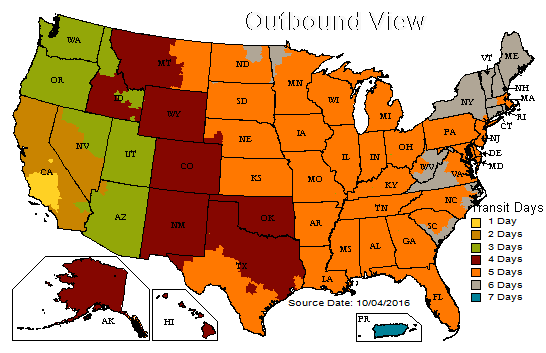 Outbound View
WA
OR
CA
NV
ID
MT
WY
UT
AZ
CO
NM
ND
SD
NE
KS
OK
TX
MN
IA
MO
AR
LA
WI
IL
MI
IN
OH
KY
TN
MS
AL
GA
FL
SC
NC
VA
WV
PA
NY
VT
ME
NH
MA
RI
CT
NJ
DE
MD
AK
HI
PR
Transit Days
1 Day
2 Days
3 Days
4 Days
5 Days
6 Days
7 Days
Source Date: 10/04/2016